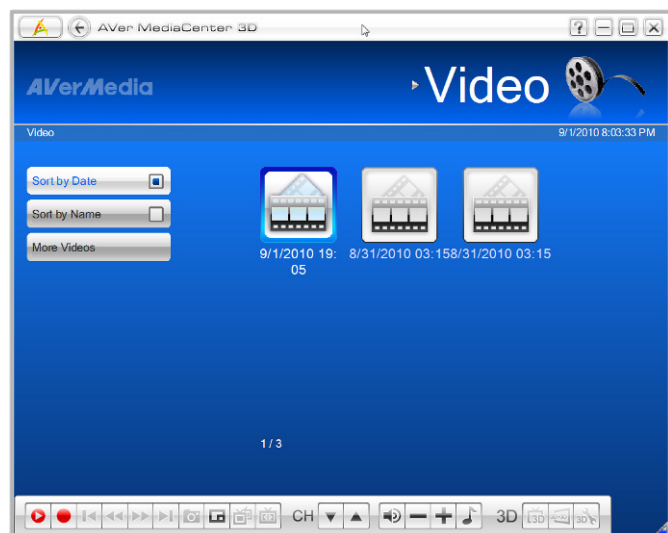 AVer MediaCenter 3D
?
AVerMedia
Video
Video
9/1/2010 8:03:33 PM
Sort by Date
Sort by Name
More Videos
9/1/2010 19:
05
8/31/2010 03:15
8/31/2010 03:15
1 / 3
CH
3D
3D
3D